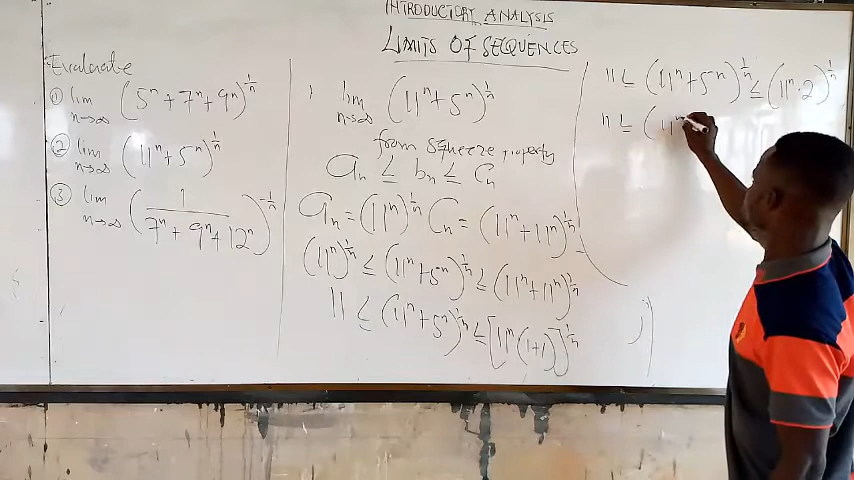 INTRODUCTORY ANALYSIS
LIMITS OF SEQUENCES
Evaluate
① lim n→∞ (5ⁿ + 7ⁿ + 9ⁿ)^(1/n)
② lim n→∞ (11ⁿ + 5ⁿ)^(1/n)
③ lim n→∞ (1/(7ⁿ + 9ⁿ + 12ⁿ))^(-1/n)
lim n→∞ (11ⁿ + 5ⁿ)^(1/n)
from squeeze property
aₙ ≤ bₙ ≤ cₙ
aₙ = (11ⁿ)^(1/n) Cₙ = (11ⁿ + 11ⁿ)^(1/n)
(11ⁿ)^(1/n) ≤ (11ⁿ + 5ⁿ)^(1/n) ≤ (11ⁿ + 11ⁿ)^(1/n)
11 ≤ (11ⁿ + 5ⁿ)^(1/n) ≤ [11ⁿ(1+1)]^(1/n)
11 ≤ (11ⁿ + 5ⁿ)^(1/n) ≤ (11ⁿ·2)^(1/n)
11 ≤ (11ⁿ